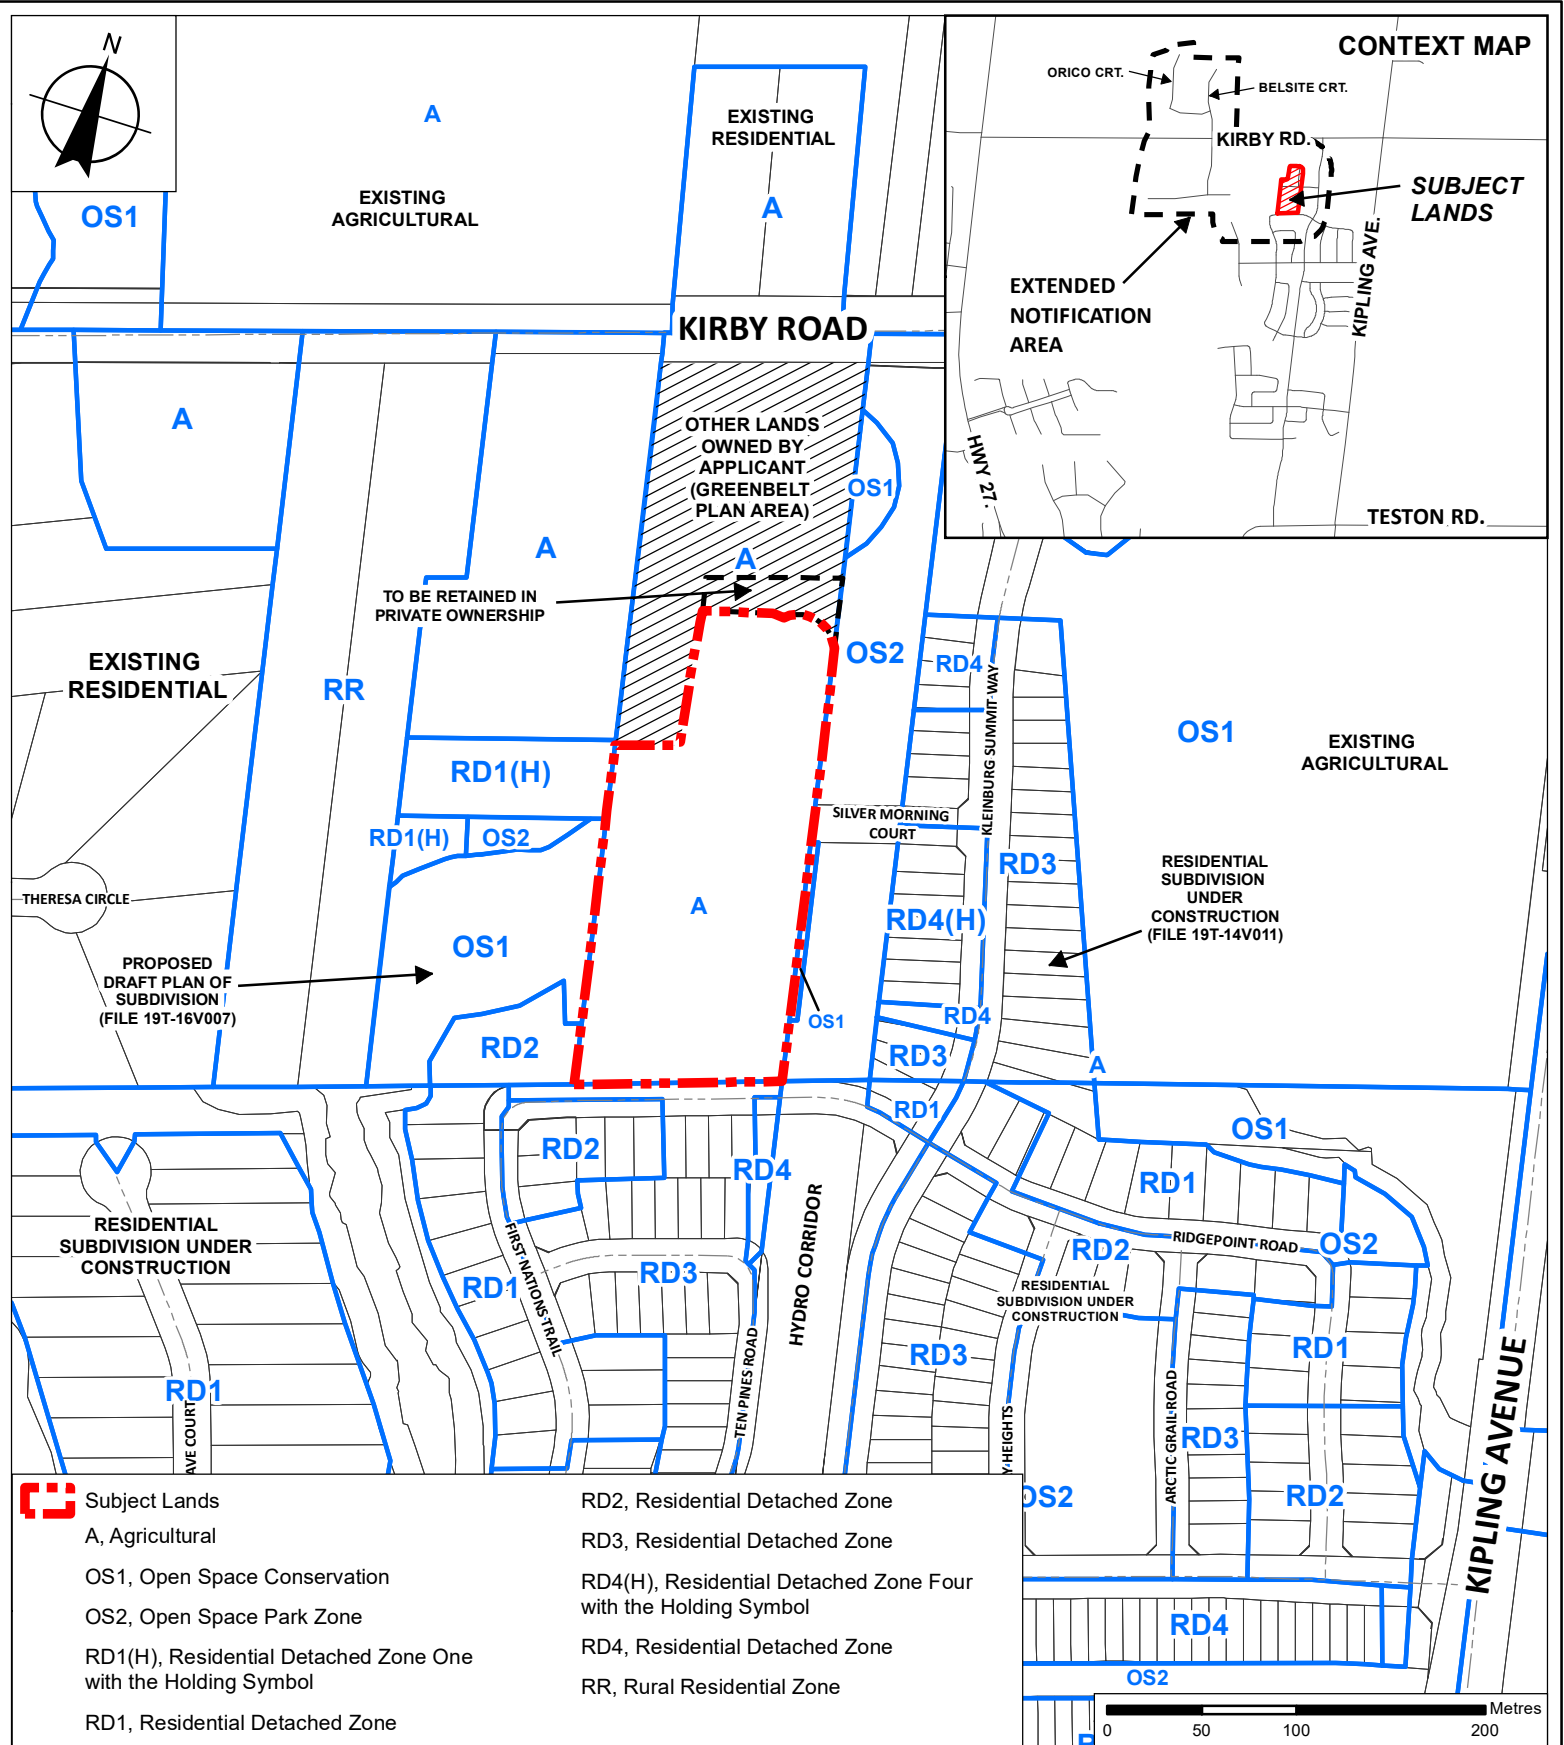 N
A
EXISTING
AGRICULTURAL
OS1
EXISTING
RESIDENTIAL
A
CONTEXT MAP
ORICO CRT.
BELSITE CRT.
KIRBY RD.
SUBJECT
LANDS
EXTENDED
NOTIFICATION
AREA
KIPLING AVE.
HWY 27.
TESTON RD.
KIRBY ROAD
A
OTHER LANDS
OWNED BY
APPLICANT
(GREENBELT
PLAN AREA)
OS1
A
A
TO BE RETAINED IN
PRIVATE OWNERSHIP
EXISTING
RESIDENTIAL
RR
OS2
RD4
KLEINBURG SUMMIT WAY
OS1
EXISTING
AGRICULTURAL
RD1(H)
RD1(H)
OS2
SILVER MORNING
COURT
RD3
RESIDENTIAL
SUBDIVISION
UNDER
CONSTRUCTION
(FILE 19T-14V011)
THERESA CIRCLE
A
RD4(H)
OS1
PROPOSED
DRAFT PLAN OF
SUBDIVISION
(FILE 19T-16V007)
OS1
RD4
RD2
RD3
A
RD1
OS1
RD2
RD4
RD1
RESIDENTIAL
SUBDIVISION UNDER
CONSTRUCTION
FIRST NATIONS TRAIL
HYDRO CORRIDOR
RIDGEPOINT ROAD
OS2
RD2
RD1
RD3
RESIDENTIAL
SUBDIVISION UNDER
CONSTRUCTION
RD3
RD1
TEN PINES ROAD
RD1
AVE COURT
Y HEIGHTS
ARCTIC GRAIL ROAD
RD3
KIPLING AVENUE
OS2
RD2
RD4
OS2
Subject Lands
A, Agricultural
OS1, Open Space Conservation
OS2, Open Space Park Zone
RD1(H), Residential Detached Zone One
with the Holding Symbol
RD1, Residential Detached Zone
RD2, Residential Detached Zone
RD3, Residential Detached Zone
RD4(H), Residential Detached Zone Four
with the Holding Symbol
RD4, Residential Detached Zone
RR, Rural Residential Zone
Metres
0 50 100 200